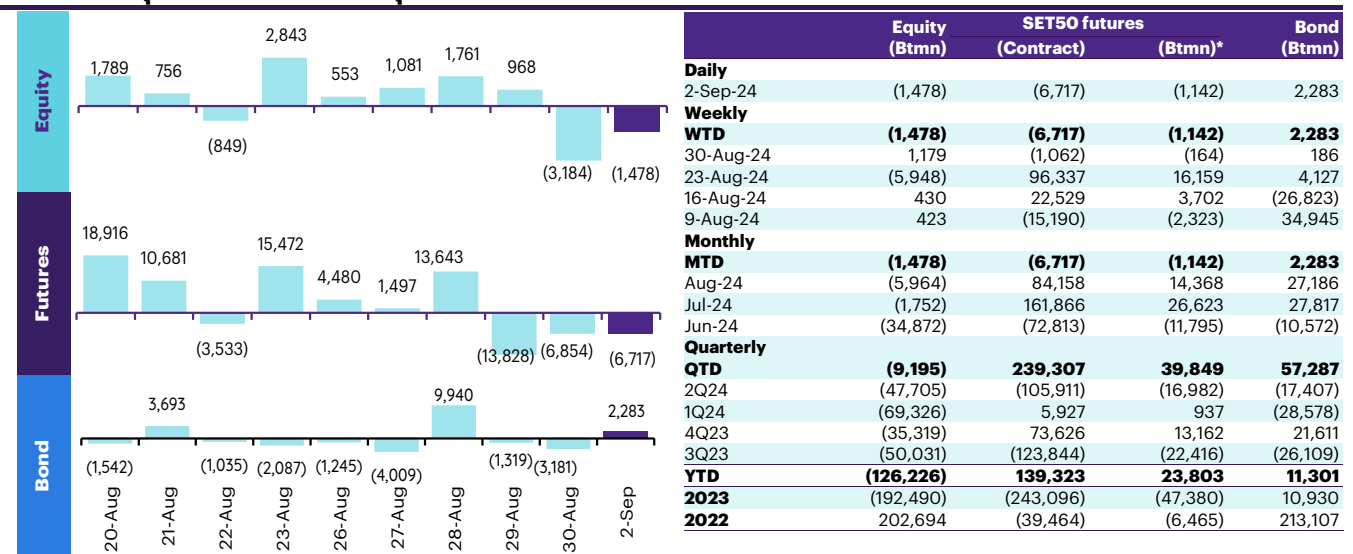 Equity
1,789 756 (849) 2,843 553 1,081 1,761 968 (3,184) (1,478)
Futures
18,916 10,681 (3,533) 15,472 4,480 1,497 13,643 (13,828) (6,854) (6,717)
Bond
(1,542) 3,693 (1,035) (2,087) (1,245) (4,009) 9,940 (1,319) (3,181) 2,283
20-Aug 21-Aug 22-Aug 23-Aug 26-Aug 27-Aug 28-Aug 29-Aug 30-Aug 2-Sep
Equity SET50 futures Bond
(Btmn) (Contract) (Btmn)* (Btmn)
Daily
2-Sep-24 (1,478) (6,717) (1,142) 2,283
Weekly
WTD (1,478) (6,717) (1,142) 2,283
30-Aug-24 1,179 (1,062) (164) 186
23-Aug-24 (5,948) 96,337 16,159 4,127
16-Aug-24 430 22,529 3,702 (26,823)
9-Aug-24 423 (15,190) (2,323) 34,945
Monthly
MTD (1,478) (6,717) (1,142) 2,283
Aug-24 (5,964) 84,158 14,368 27,186
Jul-24 (1,752) 161,866 26,623 27,817
Jun-24 (34,872) (72,813) (11,795) (10,572)
Quarterly
QTD (9,195) 239,307 39,849 57,287
2Q24 (47,705) (105,911) (16,982) (17,407)
1Q24 (69,326) 5,927 937 (28,578)
4Q23 (35,319) 73,626 13,162 21,611
3Q23 (50,031) (123,844) (22,416) (26,109)
YTD (126,226) 139,323 23,803 11,301
2023 (192,490) (243,096) (47,380) 10,930
2022 202,694 (39,464) (6,465) 213,107